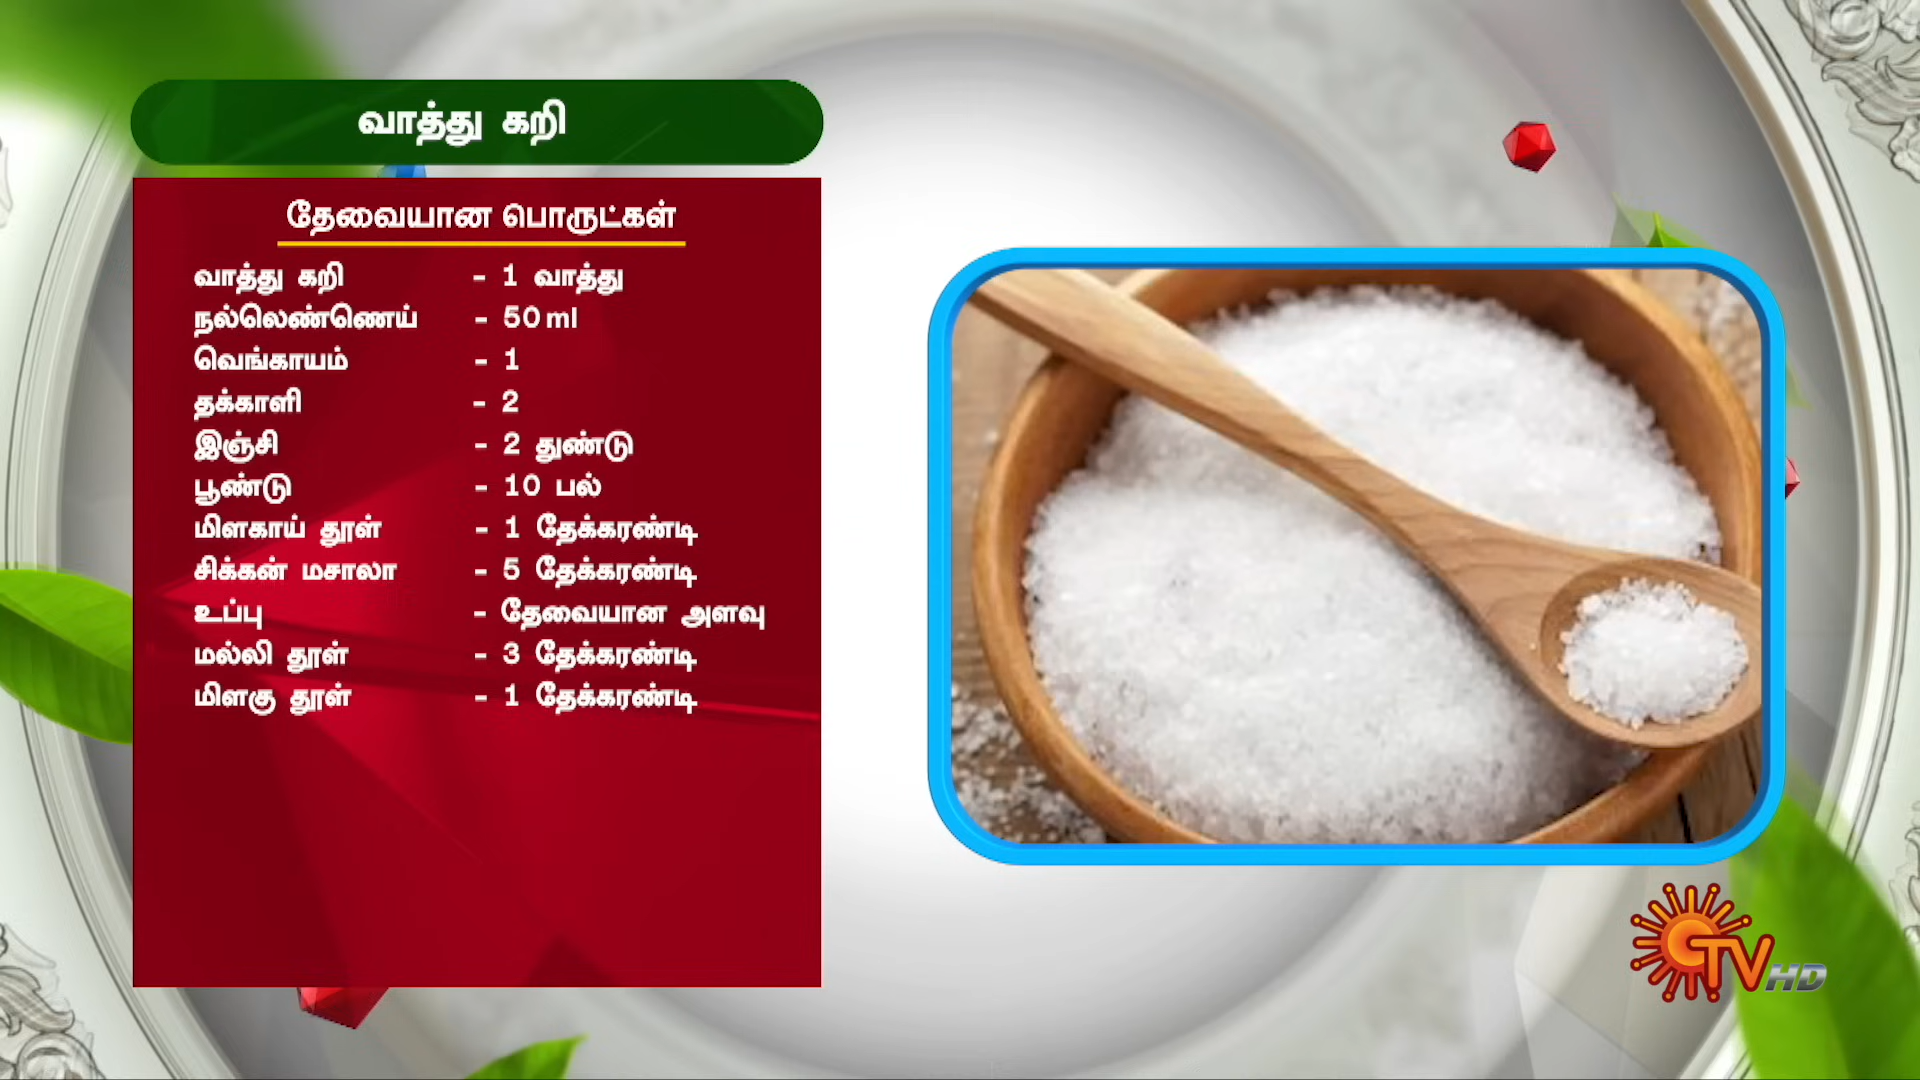 வாத்து கறி
தேவையான பொருட்கள்
வாத்து கறி - 1 வாத்து
நல்லெண்ணெய் - 50 ml
வெங்காயம் - 1
தக்காளி - 2
இஞ்சி - 2 துண்டு
பூண்டு - 10 பல்
மிளகாய் தூள் - 1 தேக்கரண்டி
சிக்கன் மசாலா - 5 தேக்கரண்டி
உப்பு - தேவையான அளவு
மல்லி தூள் - 3 தேக்கரண்டி
மிளகு தூள் - 1 தேக்கரண்டி
TV HD